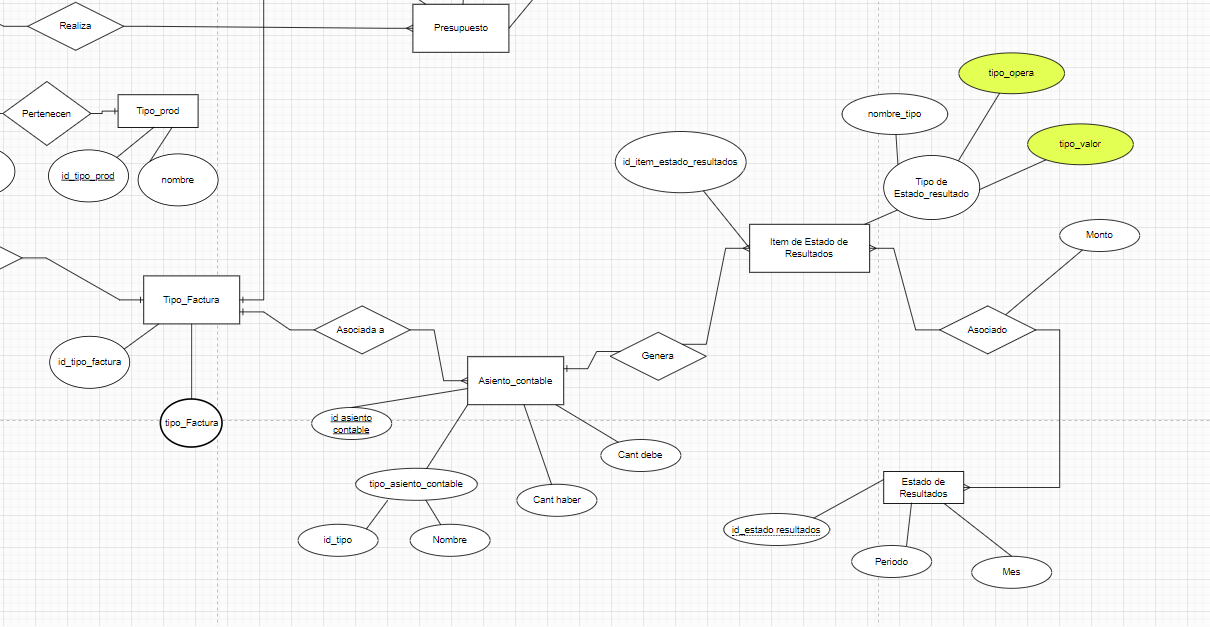 Realiza
Presupuesto
tipo_opera
Pertenecen
Tipo_prod
nombre_tipo
tipo_valor
id_tipo_prod
nombre
id_item_estado_resultados
Tipo de
Estado_resultado
Item de Estado de
Resultados
Monto
Tipo_Factura
Asociada a
Asociado
Genera
id_tipo_factura
Asiento_contable
tipo_Factura
id asiento
contable
Cant debe
tipo_asiento_contable
Cant haber
Estado de
Resultados
id_tipo
Nombre
id_estado resultados
Periodo
Mes